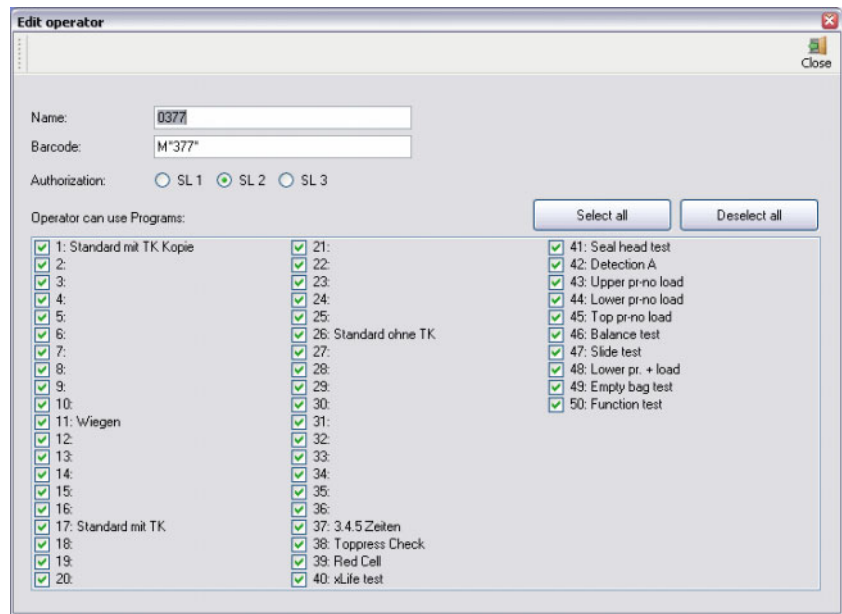 Edit operator
Close
Name: 0377
Barcode: M"377"
Authorization: SL 1 SL 2 SL 3
Operator can use Programs: Select all Deselect all
1: Standard mit TK Kopie
2:
3:
4:
5:
6:
7:
8:
9:
10:
11: Wiegen
12:
13:
14:
15:
16:
17: Standard mit TK
18:
19:
20:
21:
22:
23:
24:
25:
26: Standard ohne TK
27:
28:
29:
30:
31:
32:
33:
34:
35:
36:
37: 3.4.5 Zeiten
38: Toppress Check
39: Red Cell
40: xLife test
41: Seal head test
42: Detection A
43: Upper pr-no load
44: Lower pr-no load
45: Top pr-no load
46: Balance test
47: Slide test
48: Lower pr. + load
49: Empty bag test
50: Function test